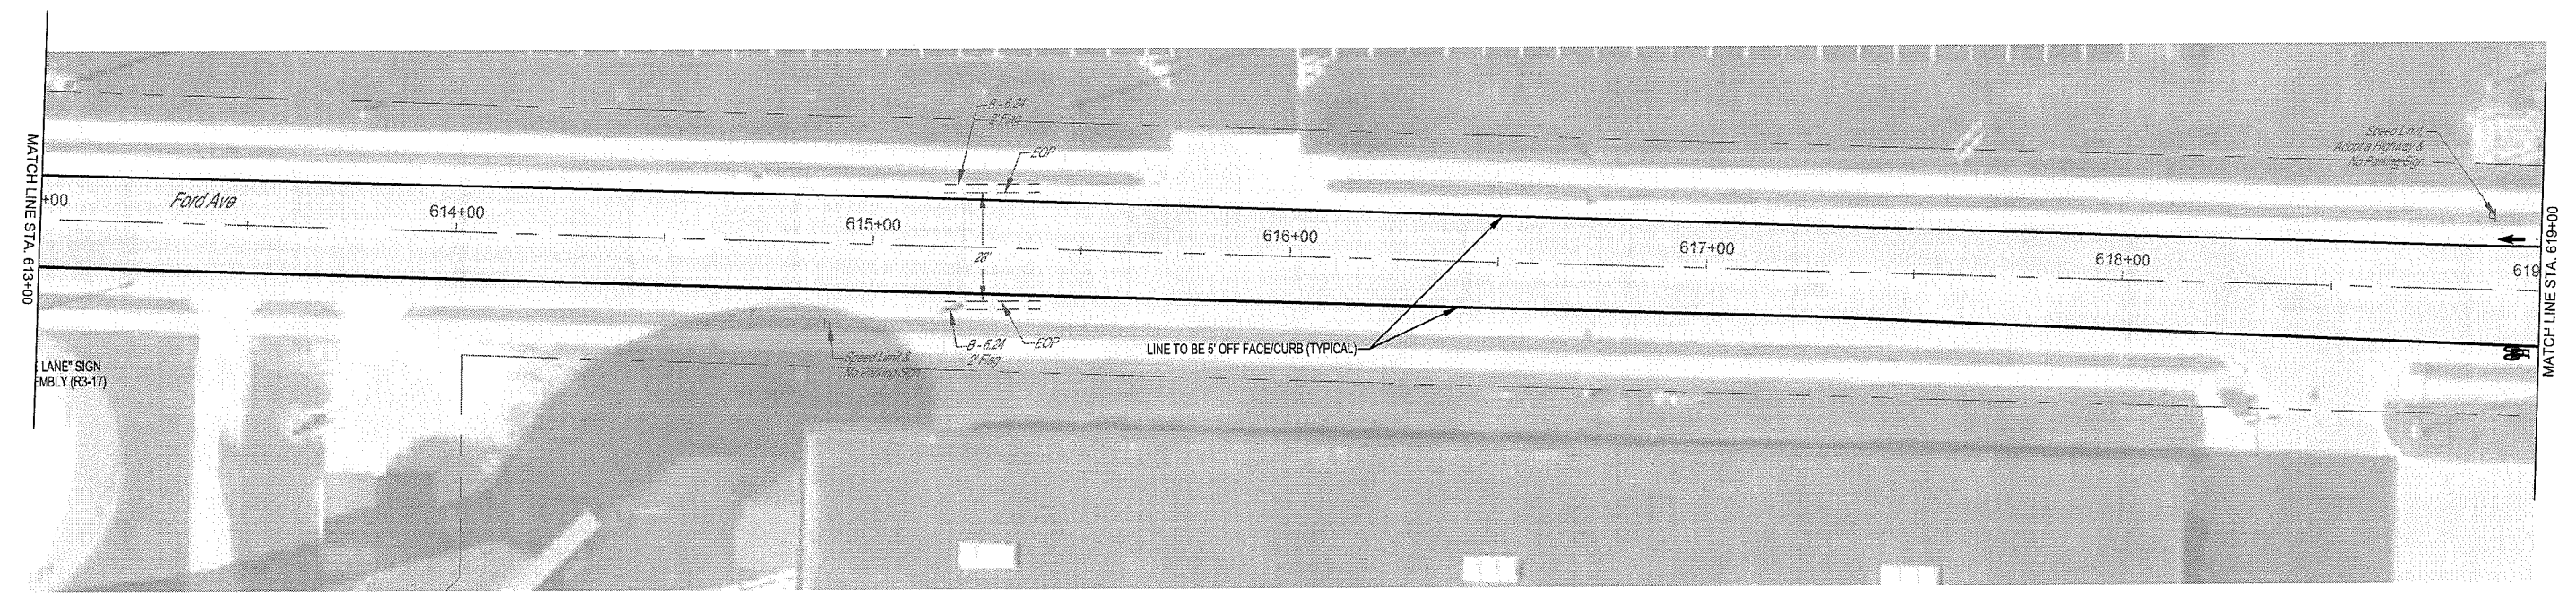 B - 6.24
2' Flag
EOP
Speed Limit,
Adopt a Highway &
No Parking Sign
MATCH LINE STA. 613+00
+00
Ford Ave
614+00
615+00
616+00
617+00
618+00
619
MATCH LINE STA. 619+00
28'
B - 6.24
2' Flag
EOP
Speed Limit &
No Parking Sign
LINE TO BE 5' OFF FACE/CURB (TYPICAL)
LANE" SIGN
EMBLY (R3-17)